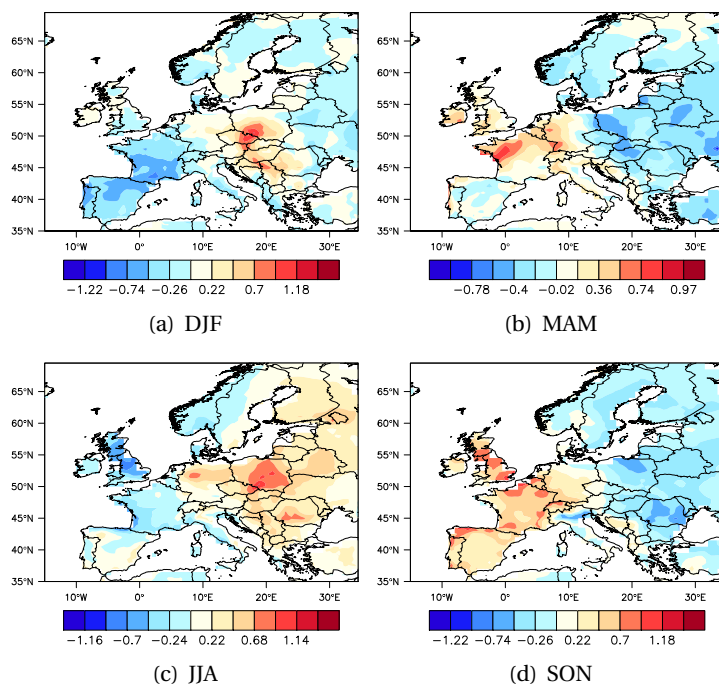 65°N
60°N
55°N
50°N
45°N
40°N
35°N
10°W 0° 10°E 20°E 30°E
−1.22 −0.74 −0.26 0.22 0.7 1.18
(a) DJF
65°N
60°N
55°N
50°N
45°N
40°N
35°N
10°W 0° 10°E 20°E 30°E
−0.78 −0.4 −0.02 0.36 0.74 0.97
(b) MAM
65°N
60°N
55°N
50°N
45°N
40°N
35°N
10°W 0° 10°E 20°E 30°E
−1.16 −0.7 −0.24 0.22 0.68 1.14
(c) JJA
65°N
60°N
55°N
50°N
45°N
40°N
35°N
10°W 0° 10°E 20°E 30°E
−1.22 −0.74 −0.26 0.22 0.7 1.18
(d) SON